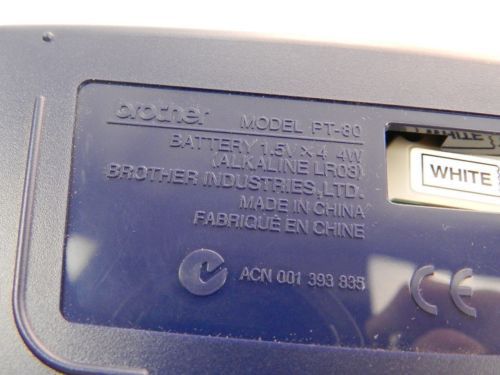 brother MODEL PT-80
BATTERY 1.5V×4 4W
(ALKALINE LR03)
BROTHER INDUSTRIES,LTD.
MADE IN CHINA
FABRIQUÉ EN CHINE
ACN 001 393 835
CE
WHITE